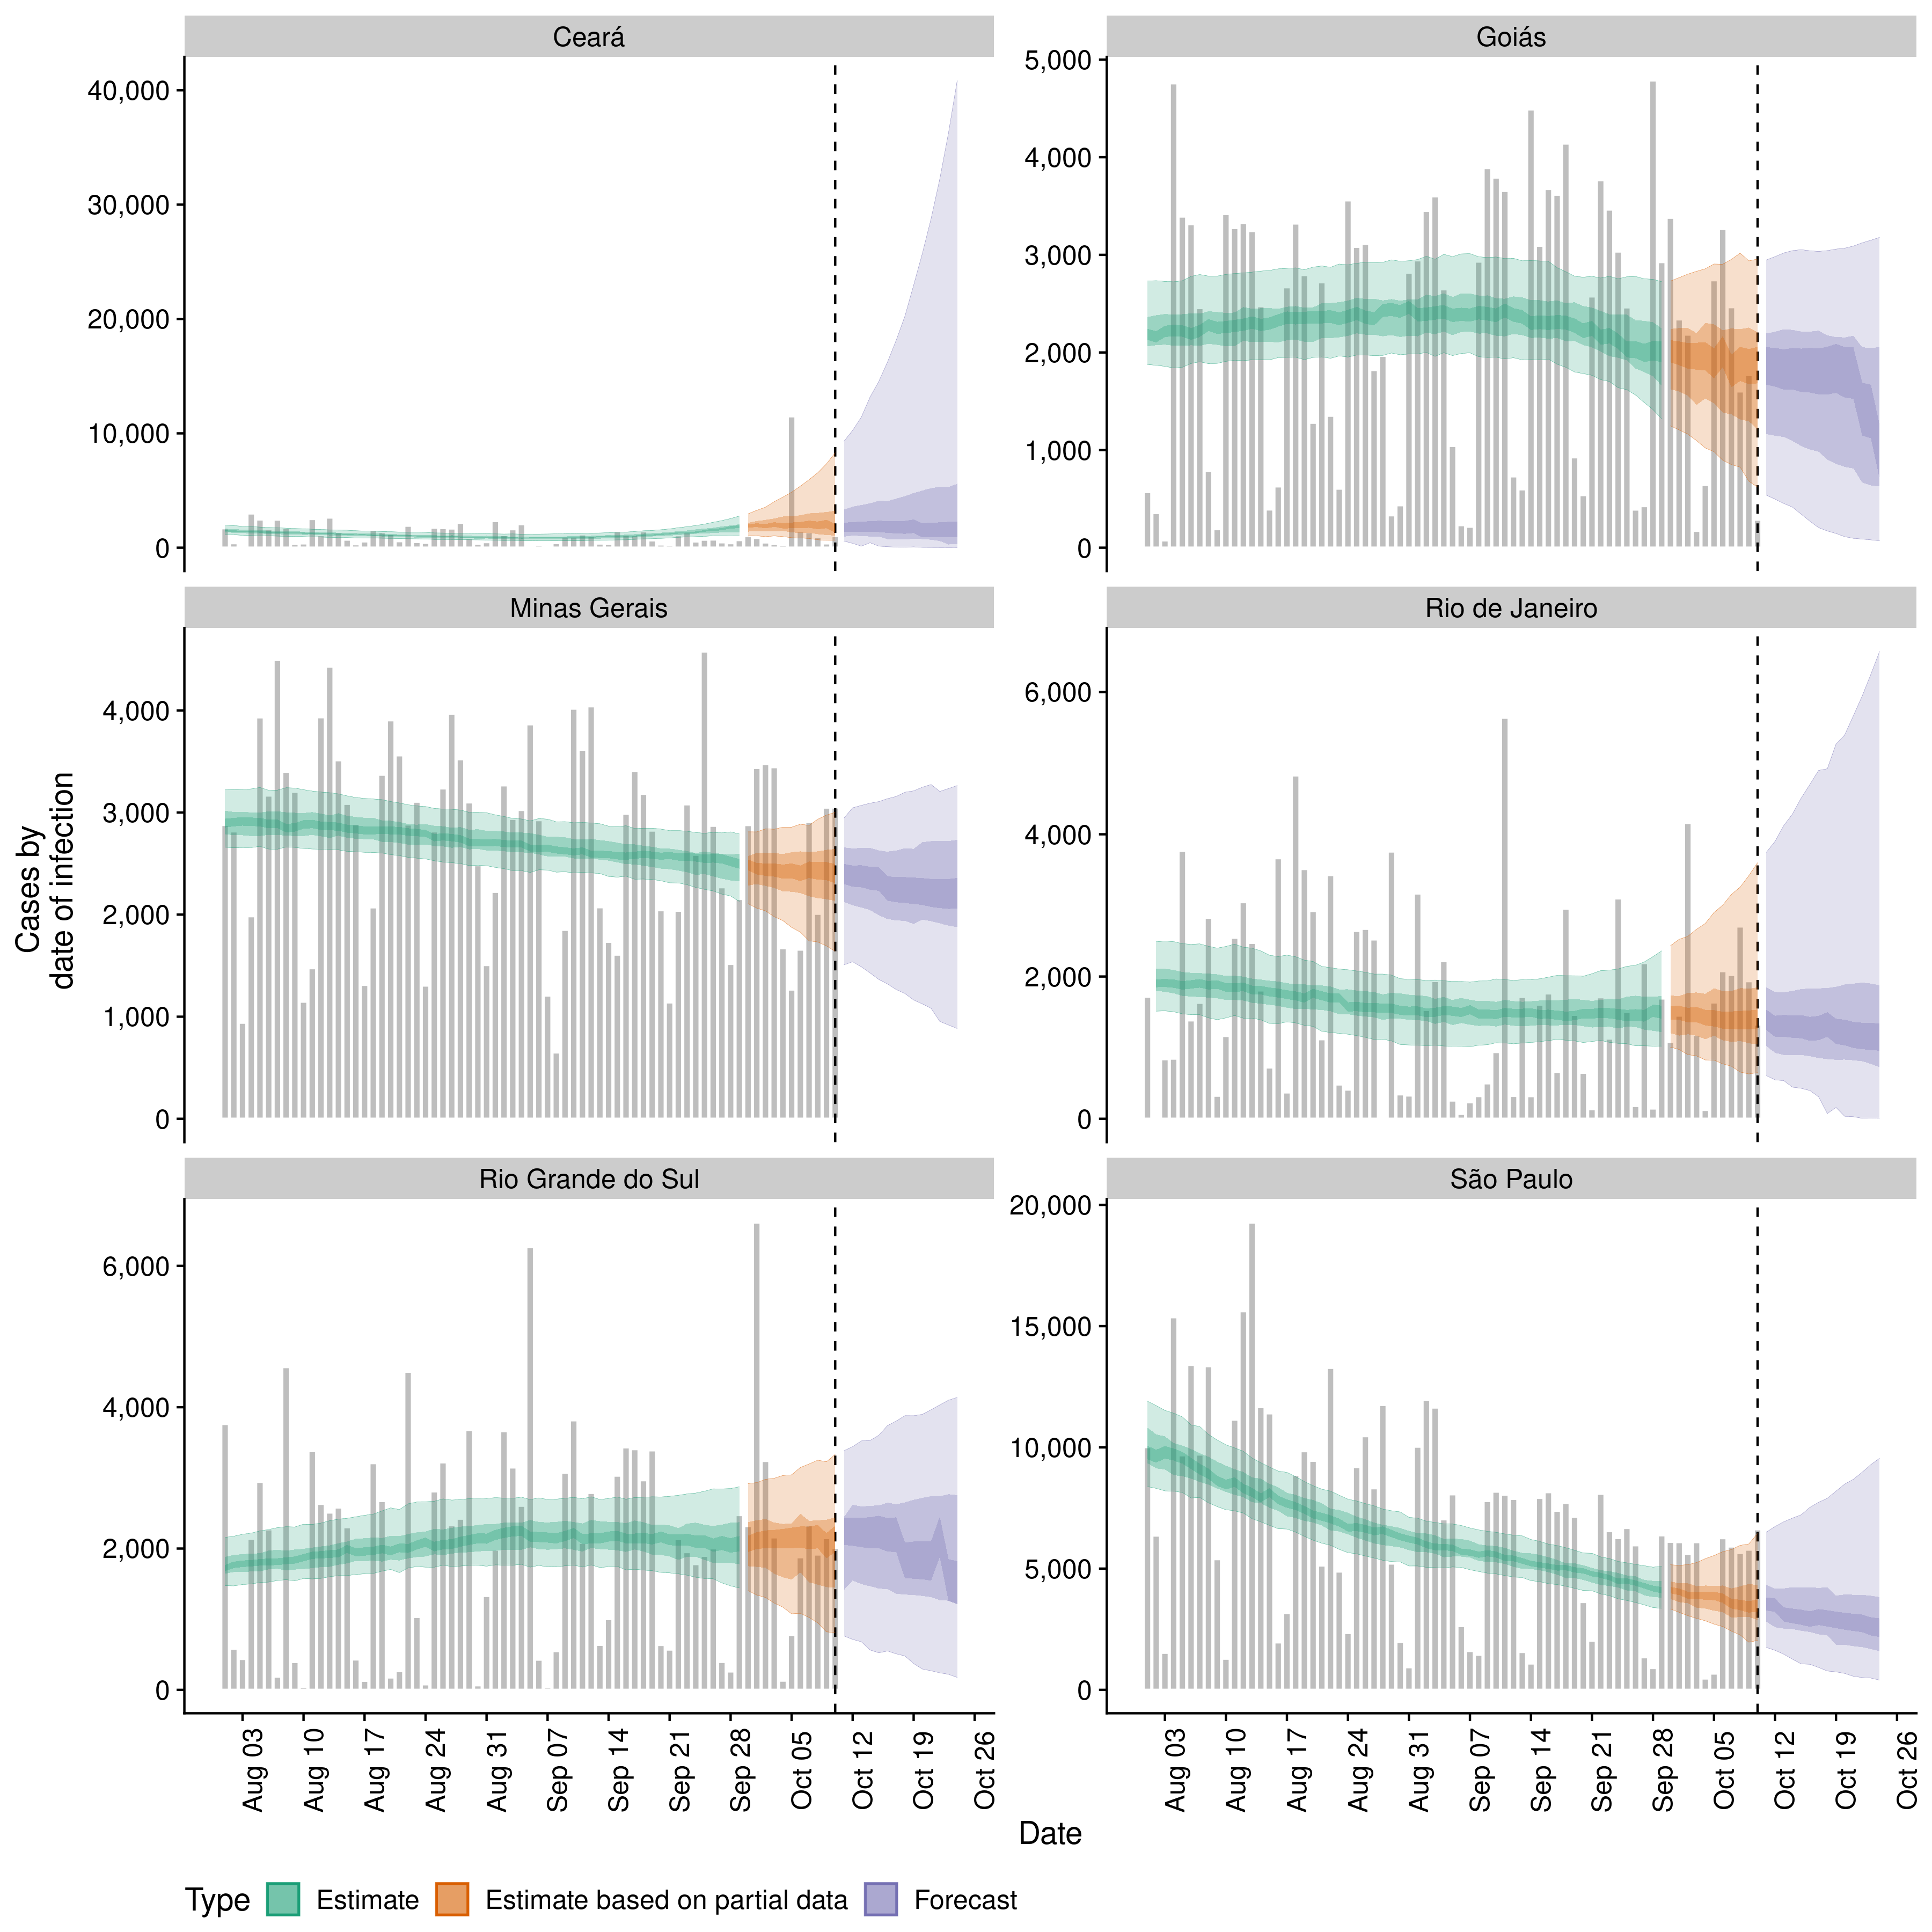 Ceará
Goiás
40,000
30,000
20,000
10,000
0
5,000
4,000
3,000
2,000
1,000
0
Minas Gerais
Rio de Janeiro
4,000
3,000
2,000
1,000
0
6,000
4,000
2,000
0
Cases by
date of infection
Rio Grande do Sul
São Paulo
6,000
4,000
2,000
0
20,000
15,000
10,000
5,000
0
Aug 03
Aug 10
Aug 17
Aug 24
Aug 31
Sep 07
Sep 14
Sep 21
Sep 28
Oct 05
Oct 12
Oct 19
Oct 26
Aug 03
Aug 10
Aug 17
Aug 24
Aug 31
Sep 07
Sep 14
Sep 21
Sep 28
Oct 05
Oct 12
Oct 19
Oct 26
Date
Type Estimate Estimate based on partial data Forecast